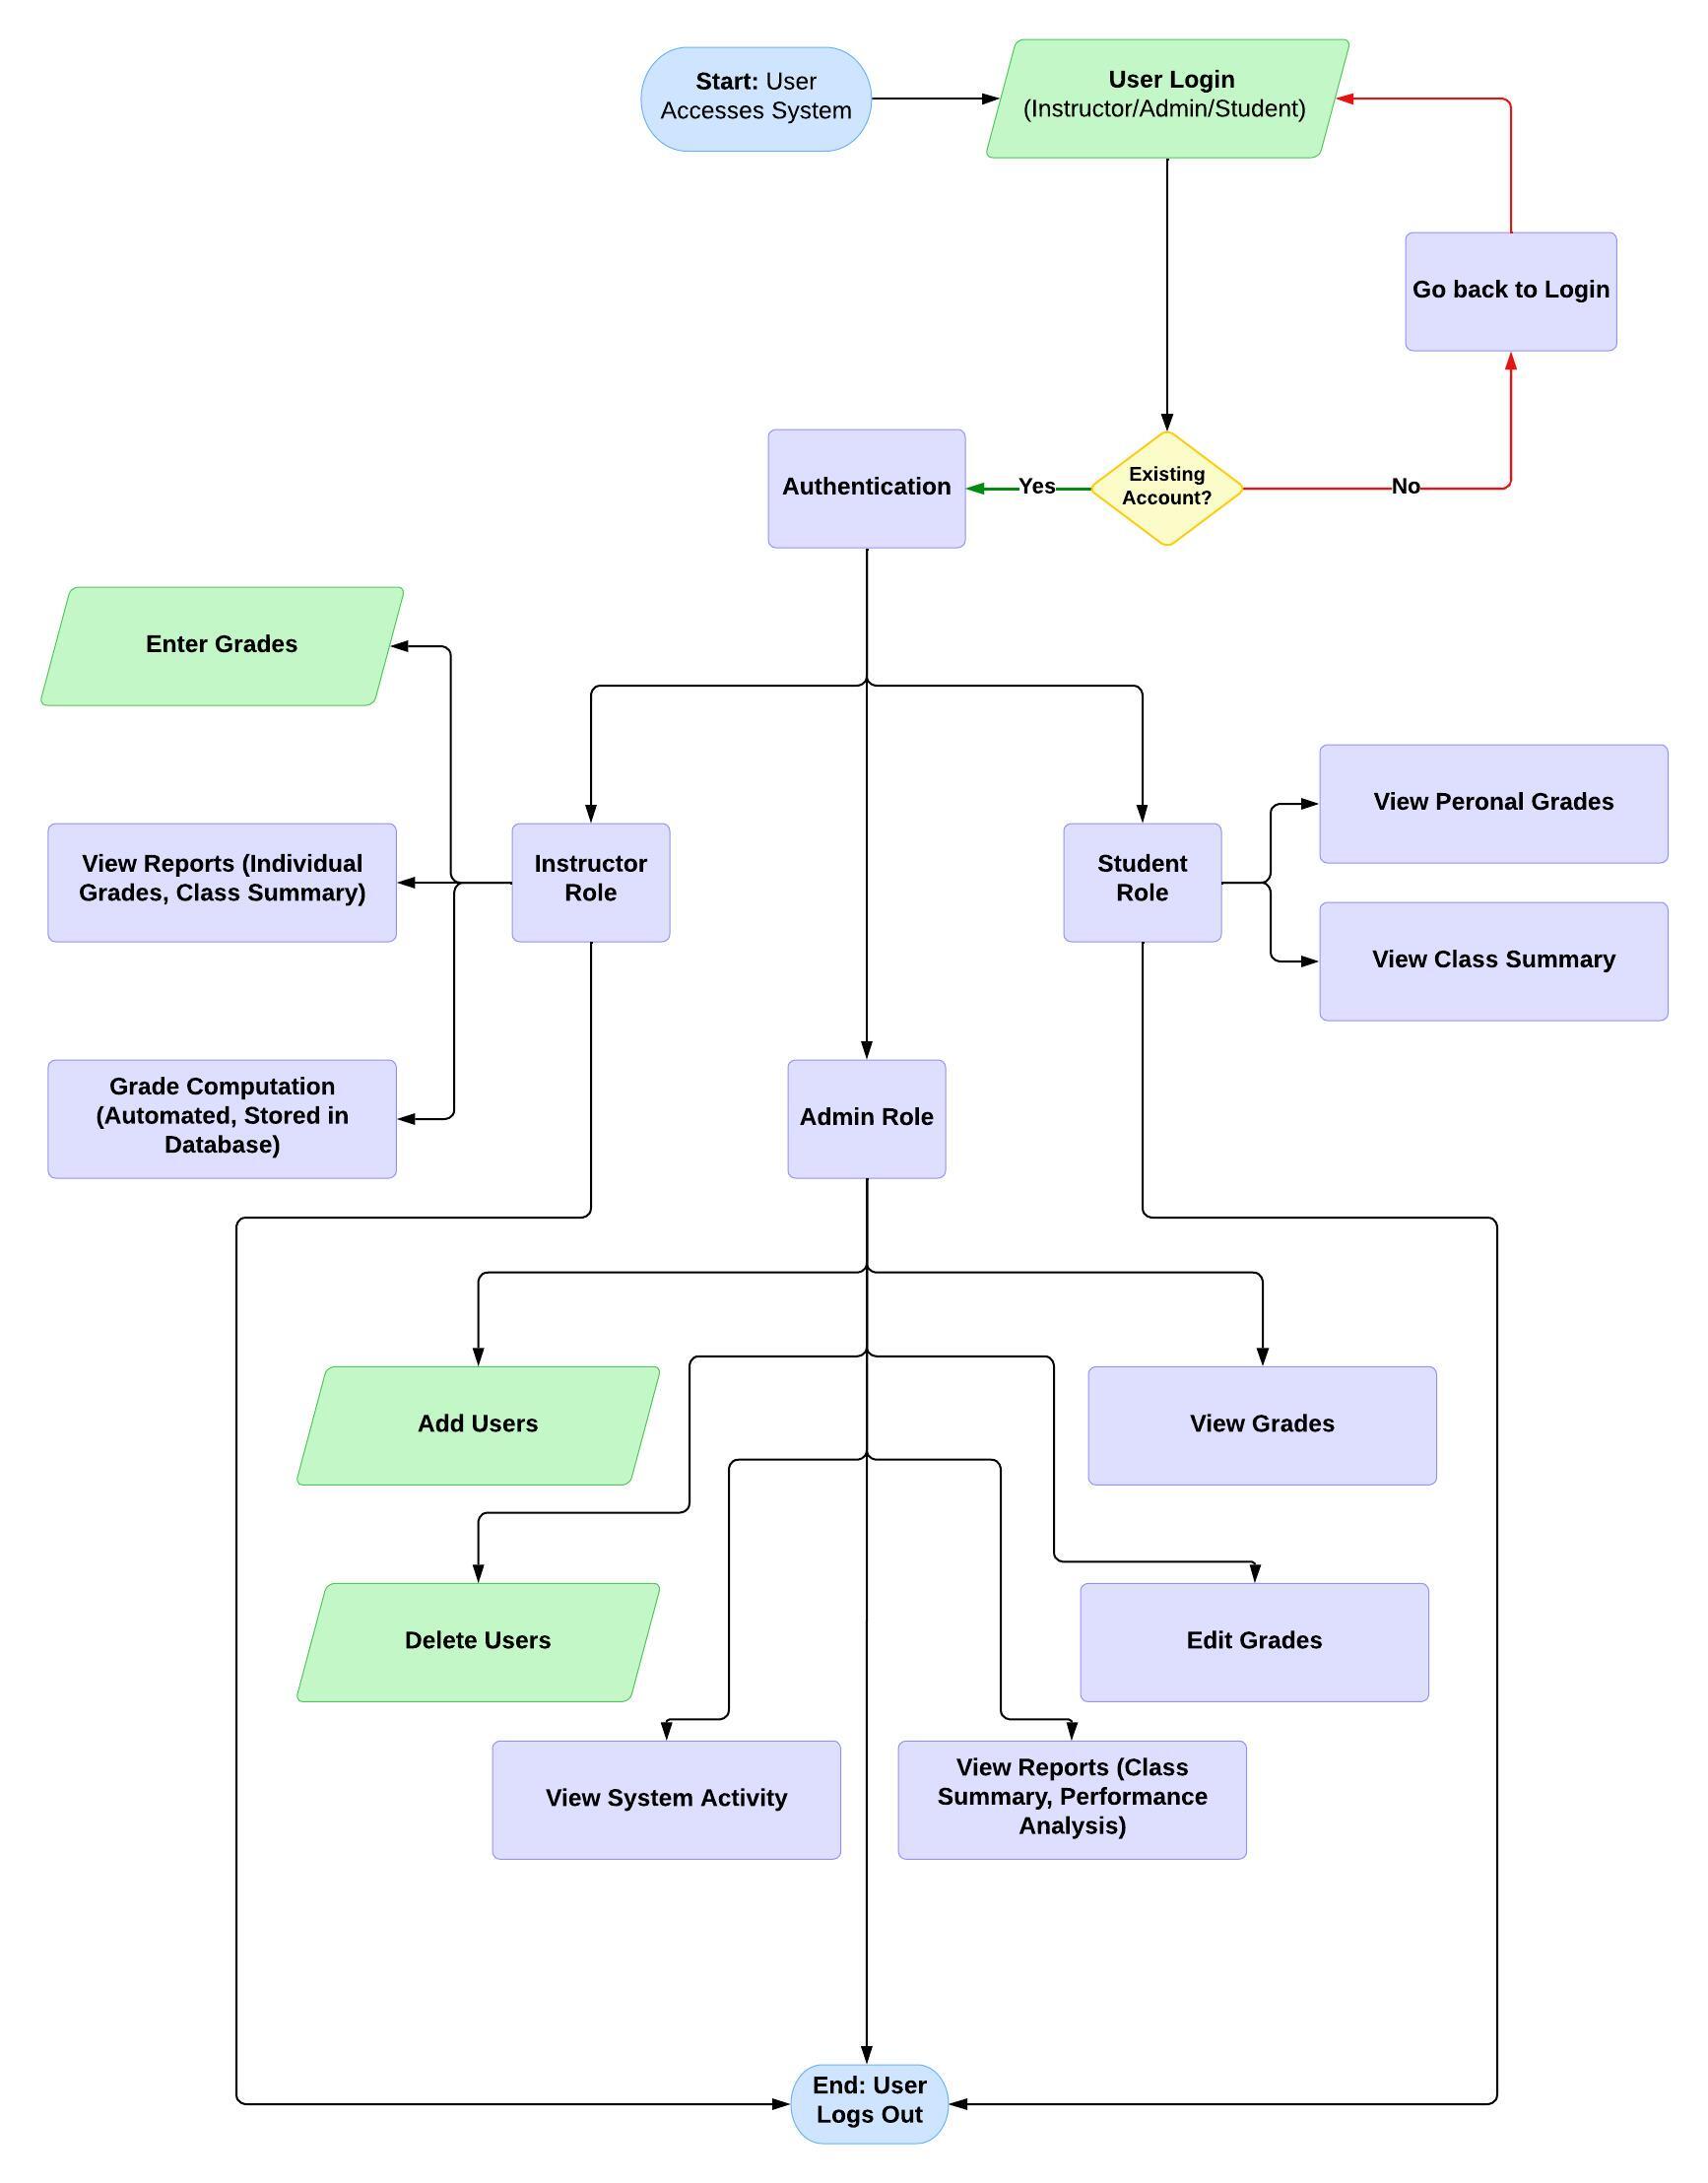 Start: User
Accesses System
User Login
(Instructor/Admin/Student)
Go back to Login
Authentication
Yes
Existing
Account?
No
Enter Grades
View Peronal Grades
View Reports (Individual
Grades, Class Summary)
Instructor
Role
Student
Role
View Class Summary
Grade Computation
(Automated, Stored in
Database)
Admin Role
Add Users
View Grades
Delete Users
Edit Grades
View System Activity
View Reports (Class
Summary, Performance
Analysis)
End: User
Logs Out